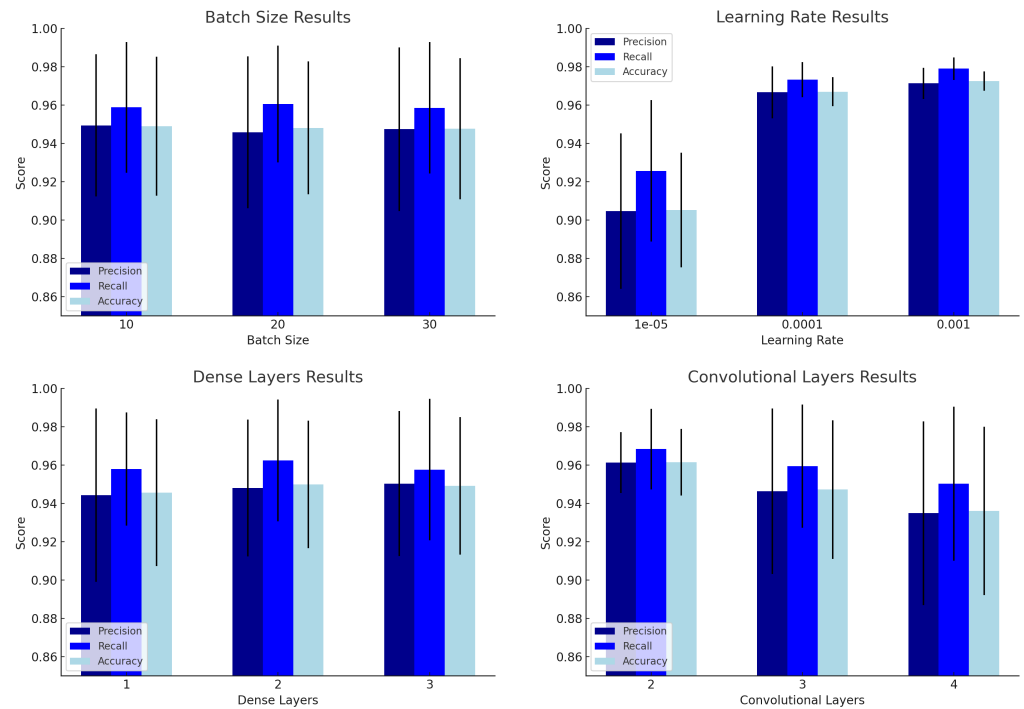 Batch Size Results
1.00
0.98
0.96
0.94
0.92
0.90
0.88
0.86
Score
Precision
Recall
Accuracy
10 20 30
Batch Size
Learning Rate Results
1.00
0.98
0.96
0.94
0.92
0.90
0.88
0.86
Score
Precision
Recall
Accuracy
1e-05 0.0001 0.001
Learning Rate
Dense Layers Results
1.00
0.98
0.96
0.94
0.92
0.90
0.88
0.86
Score
Precision
Recall
Accuracy
1 2 3
Dense Layers
Convolutional Layers Results
1.00
0.98
0.96
0.94
0.92
0.90
0.88
0.86
Score
Precision
Recall
Accuracy
2 3 4
Convolutional Layers